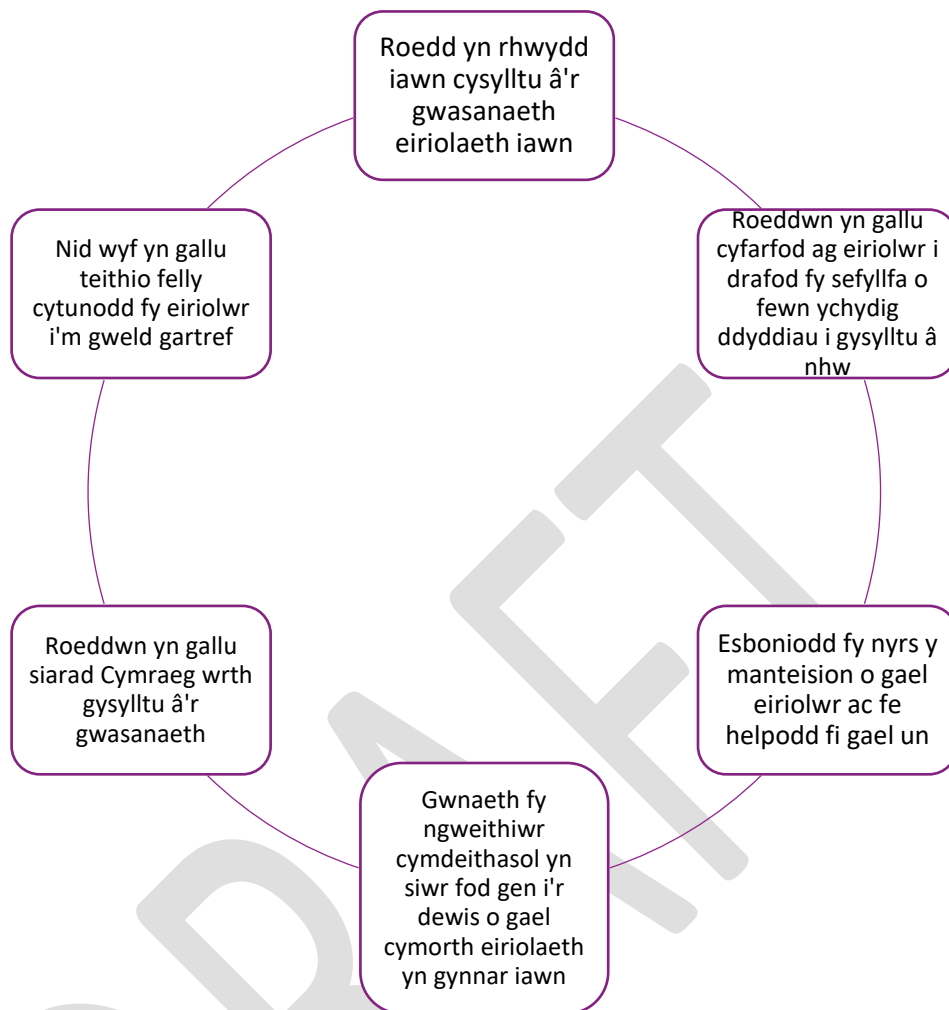 Roedd yn rhwydd
iawn cysylltu â'r
gwasanaeth
eiriolaeth iawn
Roeddwn yn gallu
cyfarfod ag eiriolwr i
drafod fy sefyllfa o
fewn ychydig
ddyddiau i gysylltu â
nhw
Esboniodd fy nyrs y
manteision o gael
eiriolwr ac fe
helpodd fi gael un
Gwnaeth fy
ngweithiwr
cymdeithasol yn
siwr fod gen i'r
dewis o gael
cymorth eiriolaeth
yn gynnar iawn
Roeddwn yn gallu
siarad Cymraeg wrth
gysylltu â'r
gwasanaeth
Nid wyf yn gallu
teithio felly
cytunodd fy eiriolwr
i'm gweld gartref
DRAFT